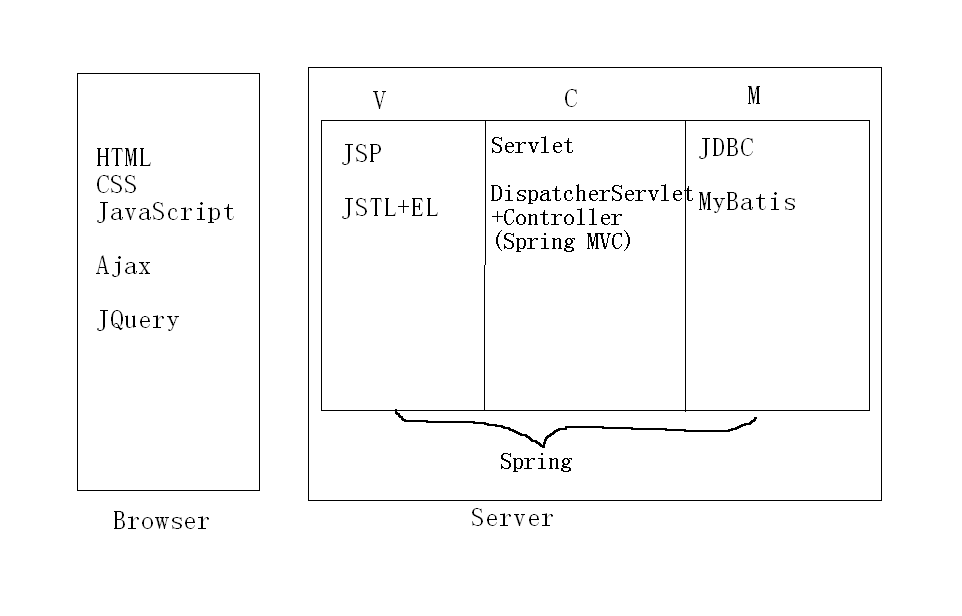 HTML
CSS
JavaScript
Ajax
JQuery
Browser
V
C
M
JSP
JSTL+EL
Servlet
DispatcherServlet
+Controller
(Spring MVC)
JDBC
MyBatis
Spring
Server